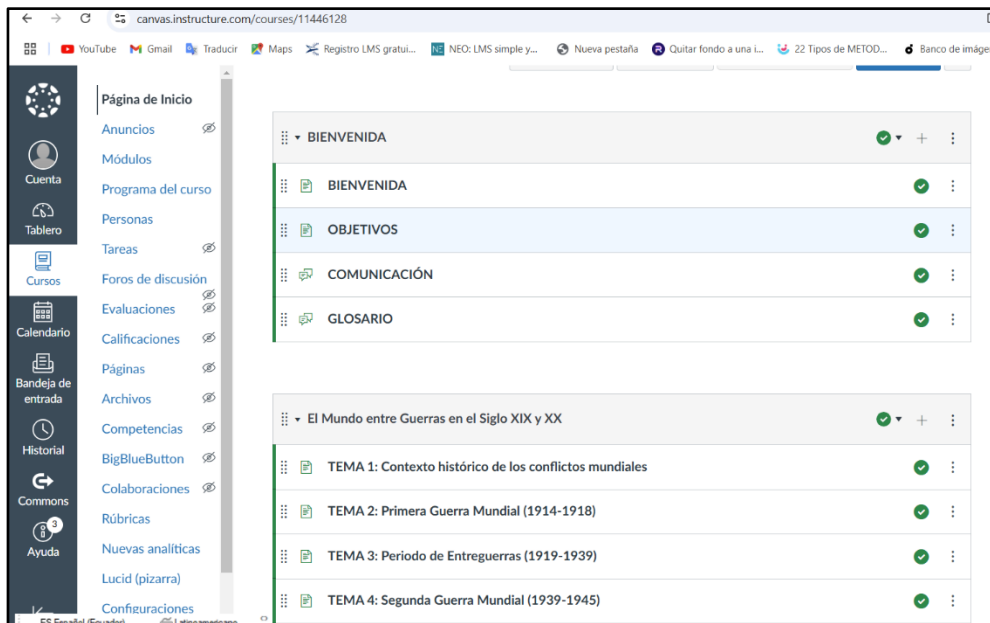 canvas.instructure.com/courses/11446128
YouTube Gmail Traducir Maps Registro LMS gratui... NEO: LMS simple y... Nueva pestaña Quitar fondo a una i... 22 Tipos de METOD... Banco de imáge
Cuenta
Tablero
Cursos
Calendario
Bandeja de
entrada
Historial
Commons
3
Ayuda
Página de Inicio
Anuncios
Módulos
Programa del curso
Personas
Tareas
Foros de discusión
Evaluaciones
Calificaciones
Páginas
Archivos
Competencias
BigBlueButton
Colaboraciones
Rúbricas
Nuevas analíticas
Lucid (pizarra)
Configuraciones
BIENVENIDA
BIENVENIDA
OBJETIVOS
COMUNICACIÓN
GLOSARIO
El Mundo entre Guerras en el Siglo XIX y XX
TEMA 1: Contexto histórico de los conflictos mundiales
TEMA 2: Primera Guerra Mundial (1914-1918)
TEMA 3: Periodo de Entreguerras (1919-1939)
TEMA 4: Segunda Guerra Mundial (1939-1945)